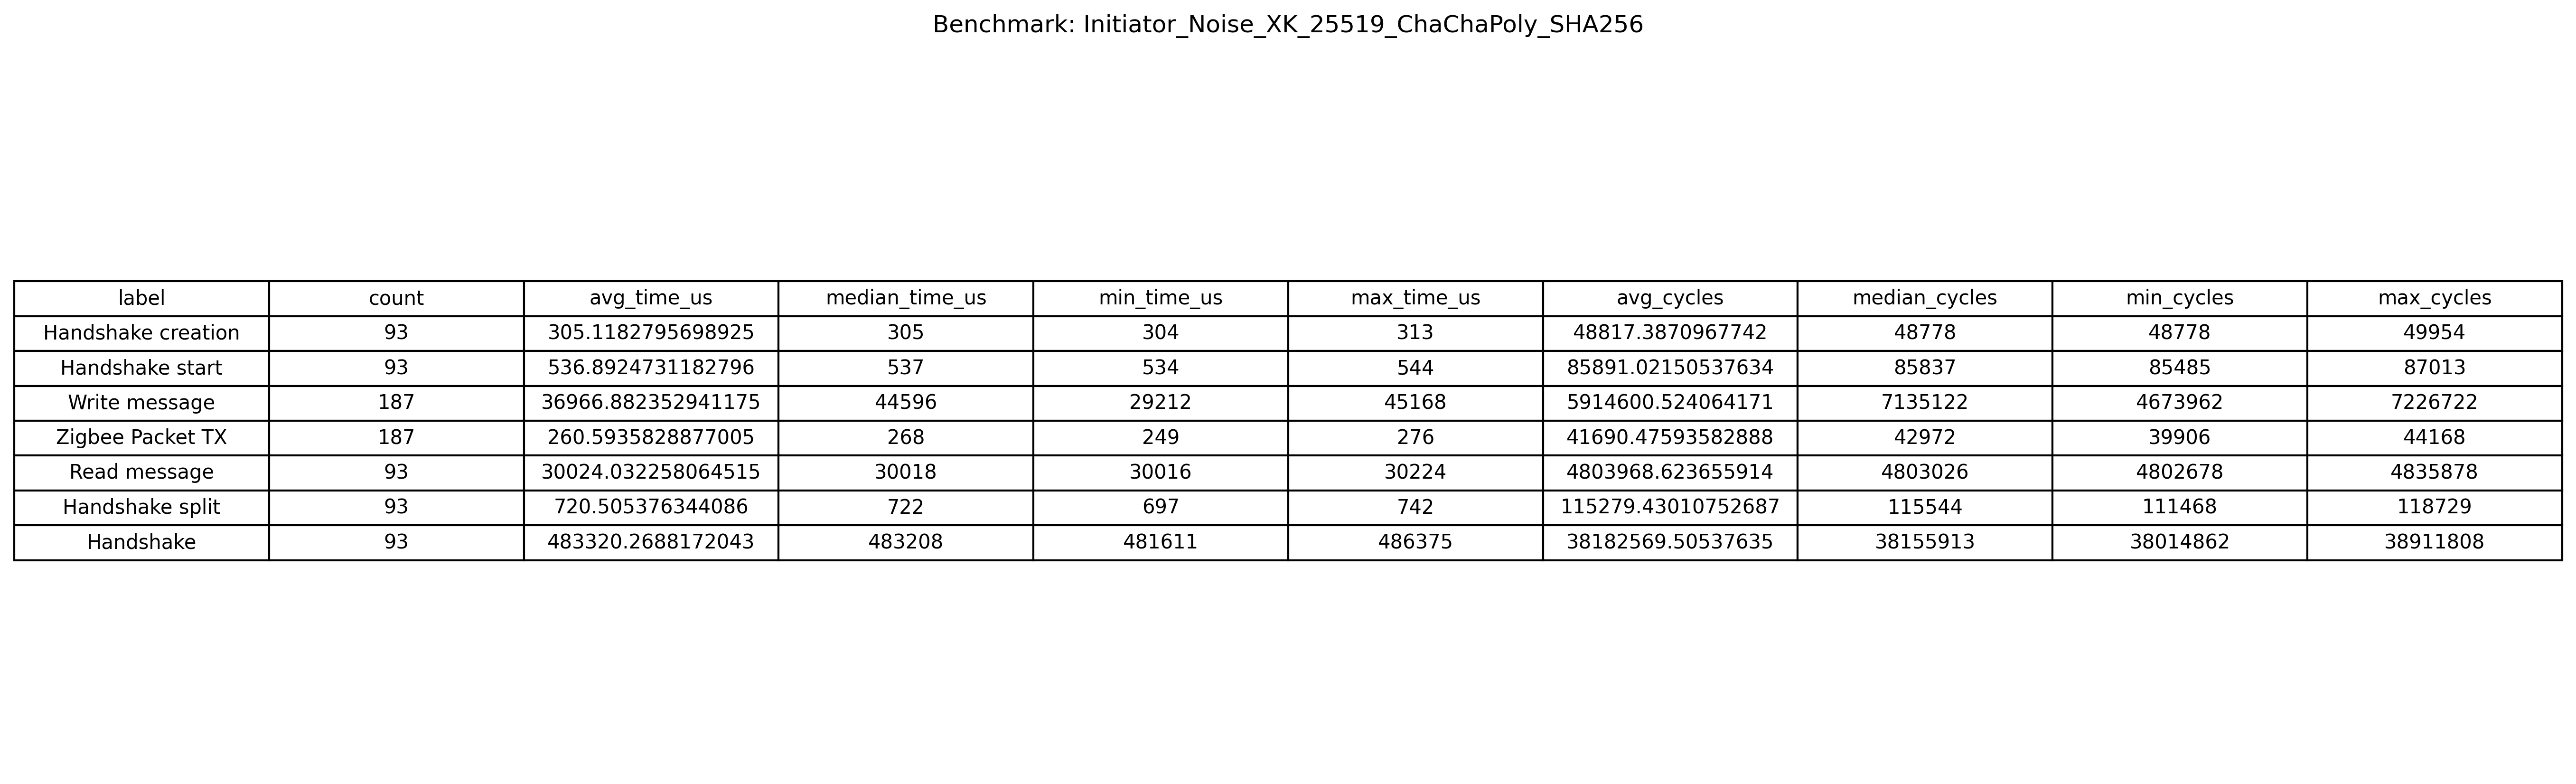 Benchmark: Initiator_Noise_XK_25519_ChaChaPoly_SHA256
label count avg_time_us median_time_us min_time_us max_time_us avg_cycles median_cycles min_cycles max_cycles
Handshake creation 93 305.1182795698925 305 304 313 48817.3870967742 48778 48778 49954
Handshake start 93 536.8924731182796 537 534 544 85891.02150537634 85837 85485 87013
Write message 187 36966.882352941175 44596 29212 45168 5914600.524064171 7135122 4673962 7226722
Zigbee Packet TX 187 260.5935828877005 268 249 276 41690.47593582888 42972 39906 44168
Read message 93 30024.032258064515 30018 30016 30224 4803968.623655914 4803026 4802678 4835878
Handshake split 93 720.505376344086 722 697 742 115279.43010752687 115544 111468 118729
Handshake 93 483320.2688172043 483208 481611 486375 38182569.50537635 38155913 38014862 38911808